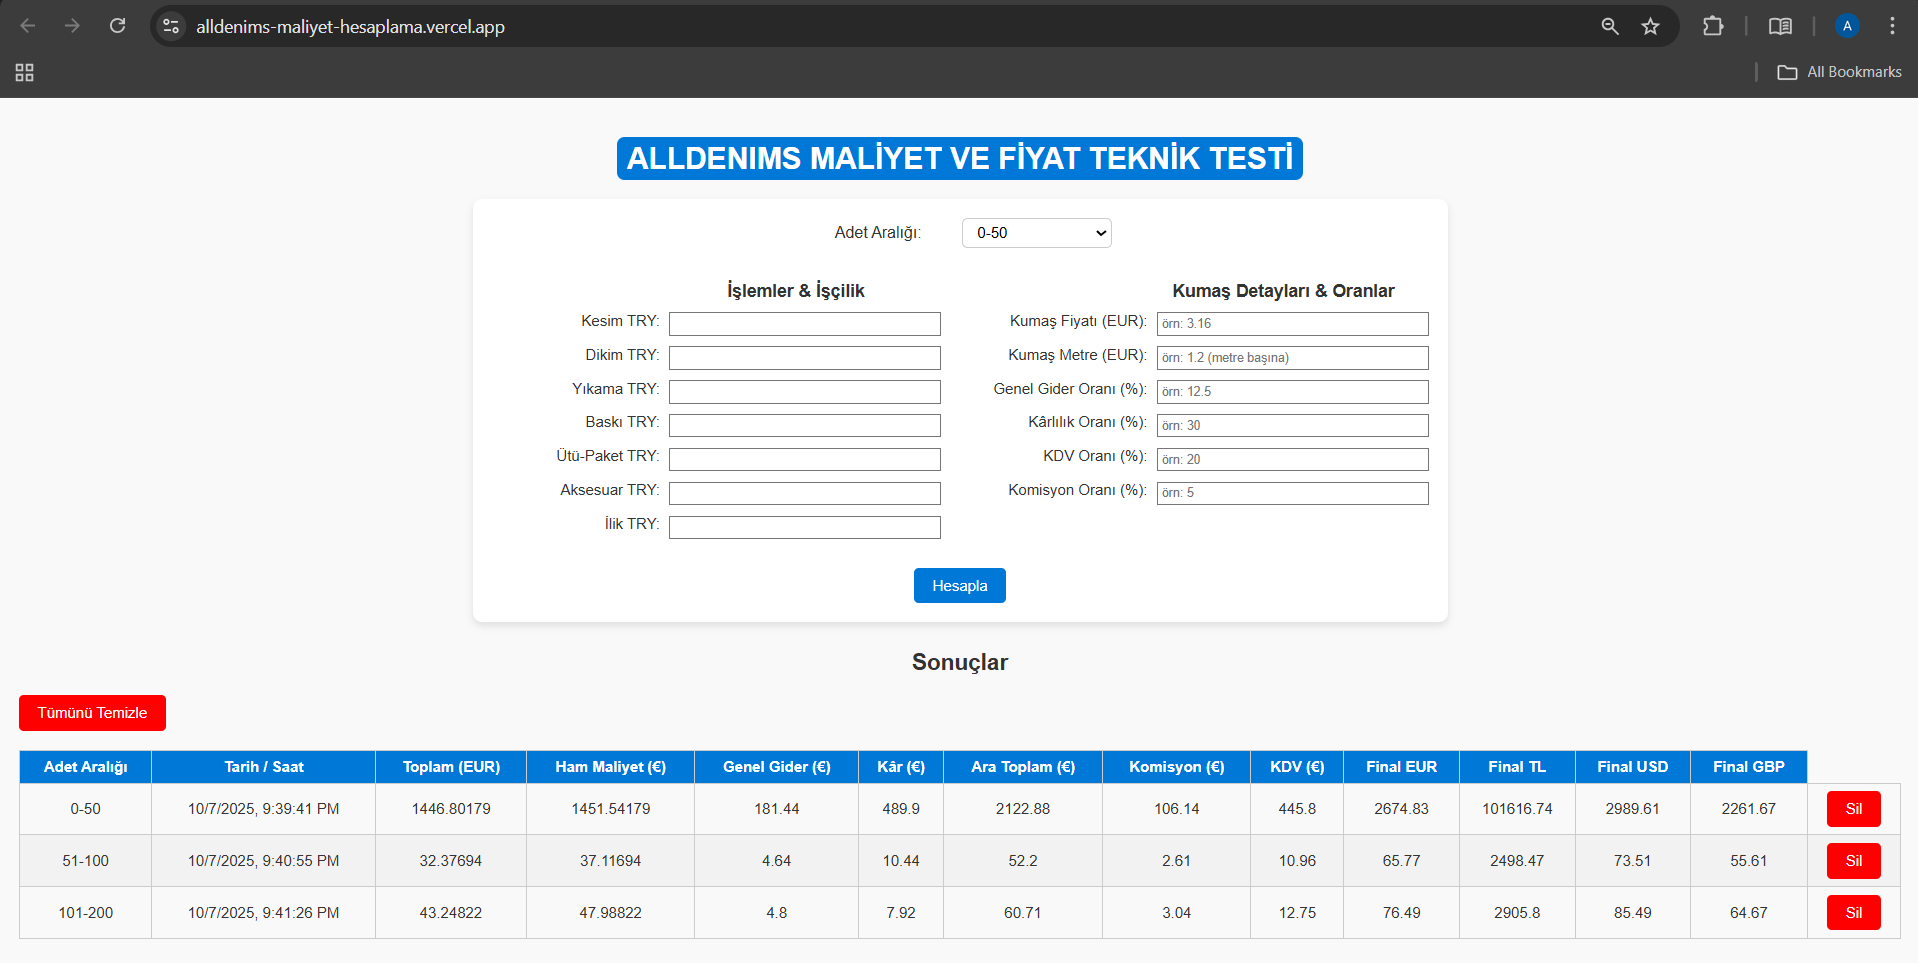 alldenims-maliyet-hesaplama.vercel.app
A
All Bookmarks
ALLDENIMS MALİYET VE FİYAT TEKNİK TESTİ
Adet Aralığı: 0-50
İşlemler & İşçilik
Kesim TRY:
Dikim TRY:
Yıkama TRY:
Baskı TRY:
Ütü-Paket TRY:
Aksesuar TRY:
İlik TRY:
Kumaş Detayları & Oranlar
Kumaş Fiyatı (EUR): örn: 3.16
Kumaş Metre (EUR): örn: 1.2 (metre başına)
Genel Gider Oranı (%): örn: 12.5
Kârlılık Oranı (%): örn: 30
KDV Oranı (%): örn: 20
Komisyon Oranı (%): örn: 5
Hesapla
Sonuçlar
Tümünü Temizle
Adet Aralığı Tarih / Saat Toplam (EUR) Ham Maliyet (€) Genel Gider (€) Kâr (€) Ara Toplam (€) Komisyon (€) KDV (€) Final EUR Final TL Final USD Final GBP
0-50 10/7/2025, 9:39:41 PM 1446.80179 1451.54179 181.44 489.9 2122.88 106.14 445.8 2674.83 101616.74 2989.61 2261.67 Sil
51-100 10/7/2025, 9:40:55 PM 32.37694 37.11694 4.64 10.44 52.2 2.61 10.96 65.77 2498.47 73.51 55.61 Sil
101-200 10/7/2025, 9:41:26 PM 43.24822 47.98822 4.8 7.92 60.71 3.04 12.75 76.49 2905.8 85.49 64.67 Sil